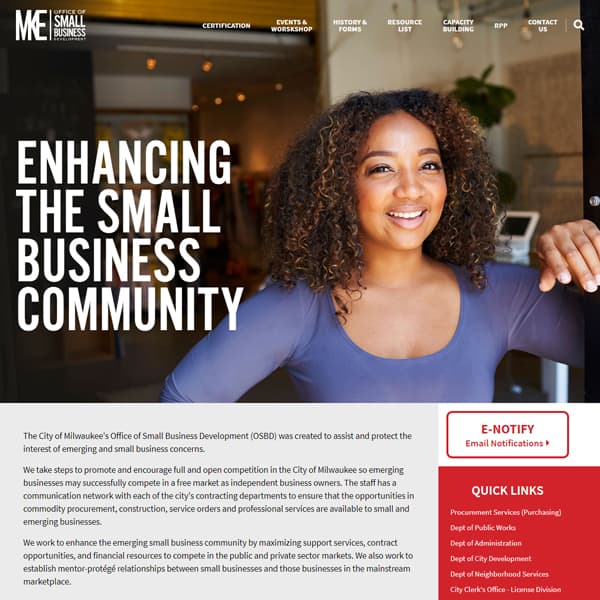 MKE
OFFICE OF
SMALL
BUSINESS
DEVELOPMENT
CERTIFICATION
EVENTS &
WORSKSHOP
HISTORY &
FORMS
RESOURCE
LIST
CAPACITY
BUILDING
RPP
CONTACT
US
ENHANCING
THE SMALL
BUSINESS
COMMUNITY
The City of Milwaukee's Office of Small Business Development (OSBD) was created to assist and protect the
interest of emerging and small business concerns.
We take steps to promote and encourage full and open competition in the City of Milwaukee so emerging
businesses may successfully compete in a free market as independent business owners. The staff has a
communication network with each of the city's contracting departments to ensure that the opportunities in
commodity procurement, construction, service orders and professional services are available to small and
emerging businesses.
We work to enhance the emerging small business community by maximizing support services, contract
opportunities, and financial resources to compete in the public and private sector markets. We also work to
establish mentor-protégé relationships between small businesses and those businesses in the mainstream
marketplace.
E-NOTIFY
Email Notifications
QUICK LINKS
Procurement Services (Purchasing)
Dept of Public Works
Dept of Administration
Dept of City Development
Dept of Neighborhood Services
City Clerk's Office - License Division